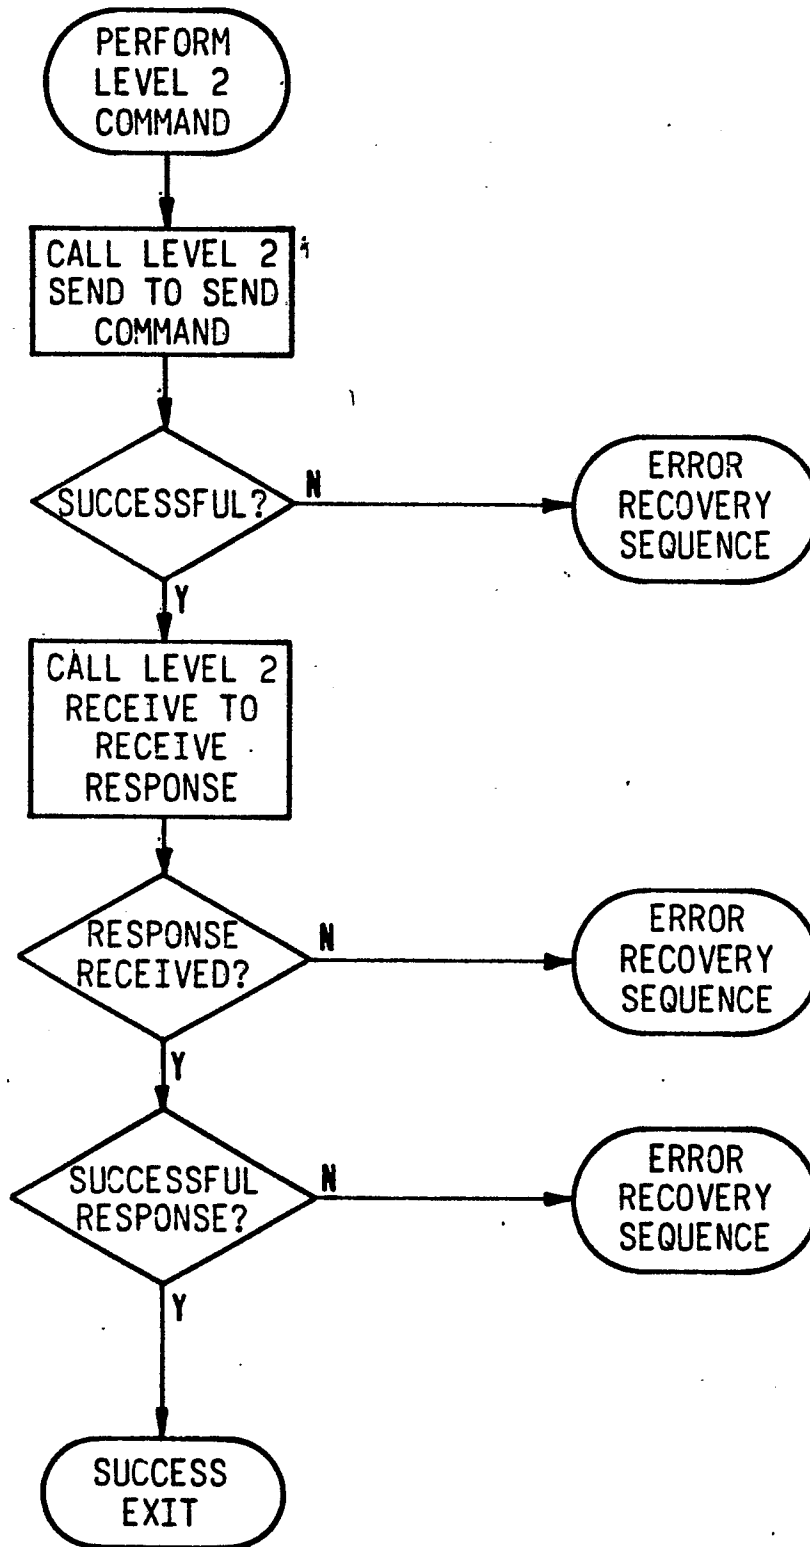 PERFORM
LEVEL 2
COMMAND
CALL LEVEL 2
SEND TO SEND
COMMAND
SUCCESSFUL?
N
ERROR
RECOVERY
SEQUENCE
Y
CALL LEVEL 2
RECEIVE TO
RECEIVE
RESPONSE
RESPONSE
RECEIVED?
N
ERROR
RECOVERY
SEQUENCE
Y
SUCCESSFUL
RESPONSE?
N
ERROR
RECOVERY
SEQUENCE
Y
SUCCESS
EXIT